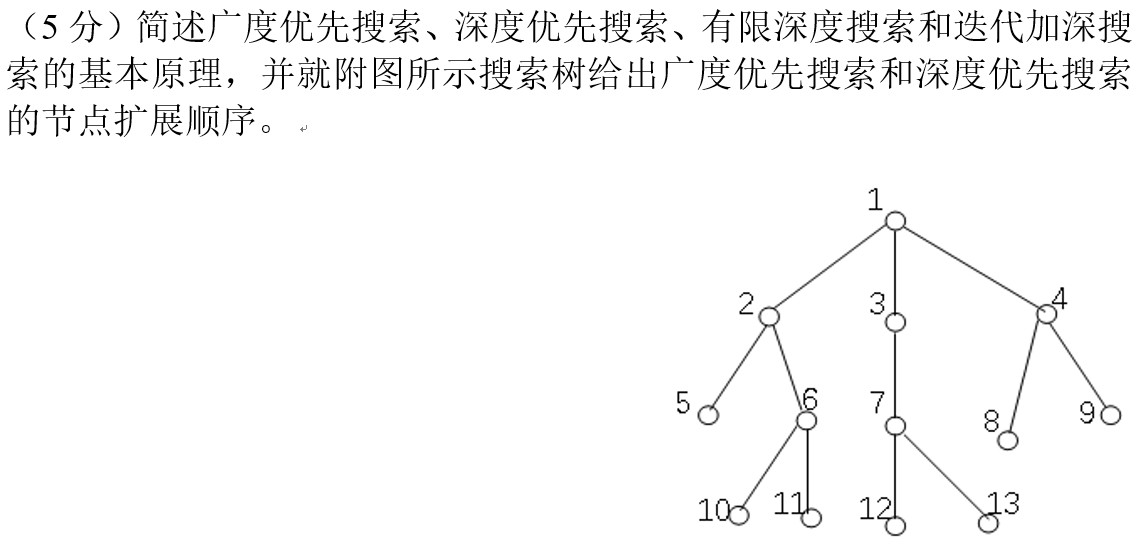 （5 分）简述广度优先搜索、深度优先搜索、有限深度搜索和迭代加深搜
索的基本原理，并就附图所示搜索树给出广度优先搜索和深度优先搜索
的节点扩展顺序。
1
2 3 4
5 6 7 8 9
10 11 12 13